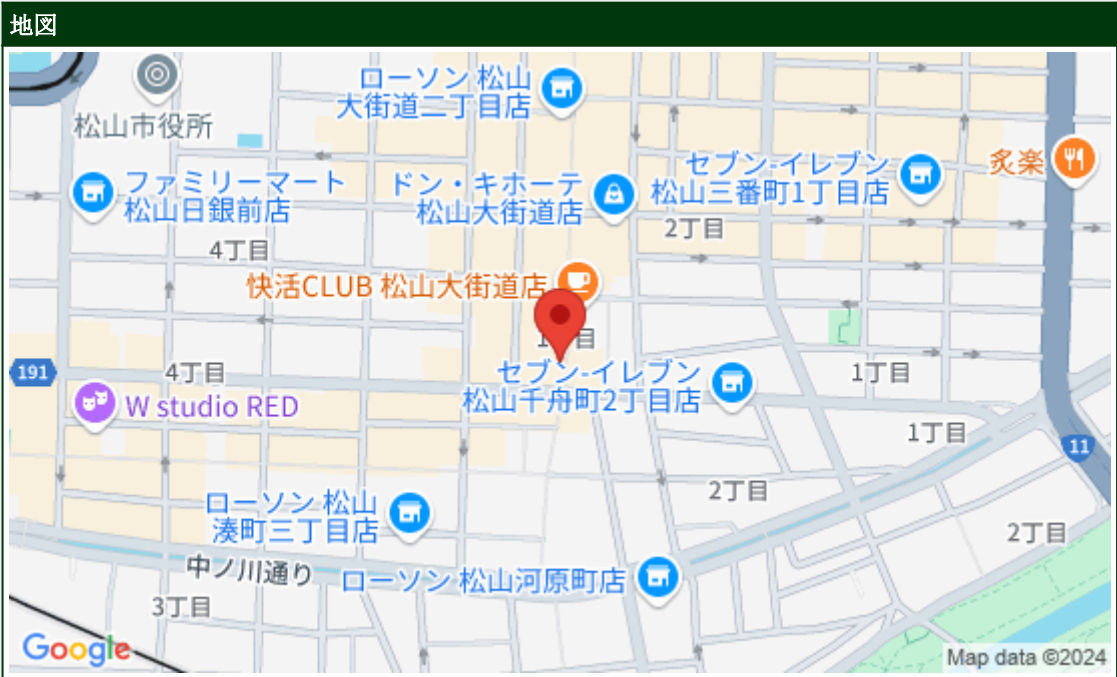 地図
ローソン 松山
大街道二丁目店
松山市役所
セブン-イレブン
松山三番町1丁目店
炙楽
ファミリーマート
松山日銀前店
ドン・キホーテ
松山大街道店
2丁目
4丁目
快活CLUB 松山大街道店
目
191
4丁目
セブン-イレブン
松山千舟町2丁目店
1丁目
W studio RED
1丁目
11
2丁目
ローソン 松山
湊町三丁目店
2丁目
中ノ川通り
ローソン 松山河原町店
3丁目
Google
Map data ©2024